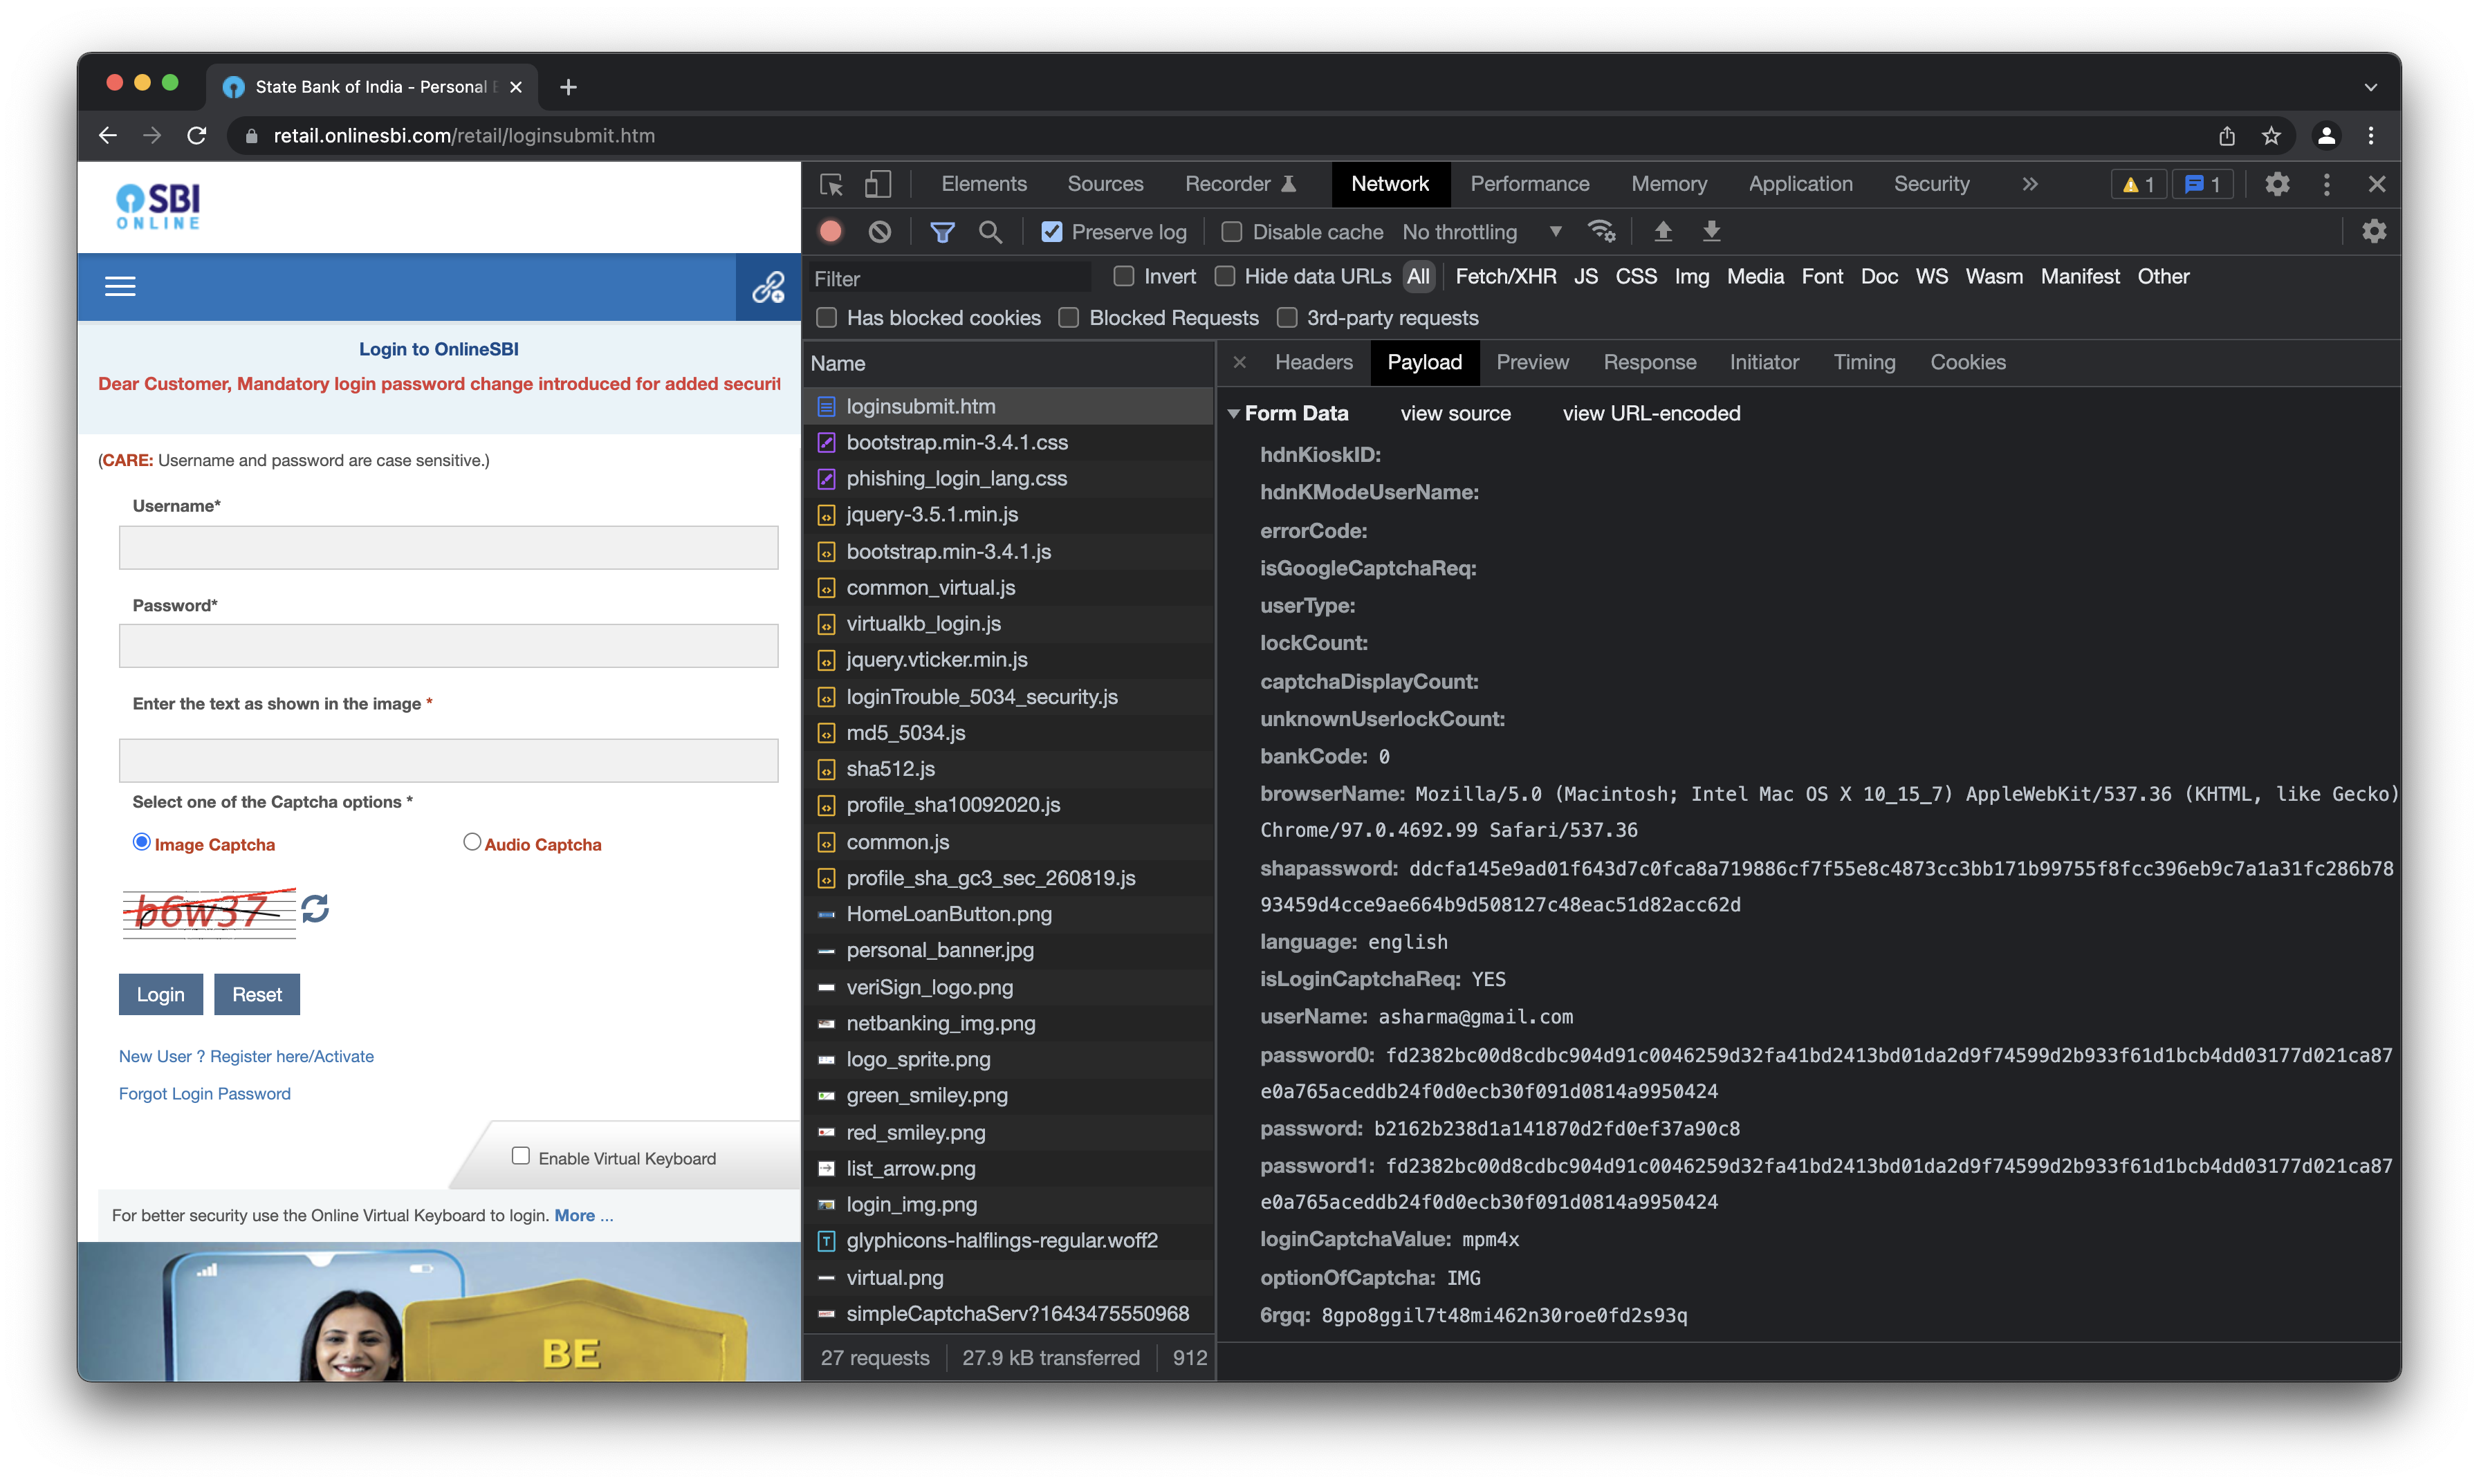 State Bank of India - Personal
retail.onlinesbi.com/retail/loginsubmit.htm
SBI
ONLINE
Login to OnlineSBI
Dear Customer, Mandatory login password change introduced for added securit
(CARE: Username and password are case sensitive.)
Username*
Password*
Enter the text as shown in the image *
Select one of the Captcha options *
Image Captcha Audio Captcha
b6w37
Login Reset
New User ? Register here/Activate
Forgot Login Password
Enable Virtual Keyboard
For better security use the Online Virtual Keyboard to login. More ...
BE
Elements Sources Recorder Network Performance Memory Application Security 1 1
Preserve log Disable cache No throttling
Filter Invert Hide data URLs All Fetch/XHR JS CSS Img Media Font Doc WS Wasm Manifest Other
Has blocked cookies Blocked Requests 3rd-party requests
Name
loginsubmit.htm
bootstrap.min-3.4.1.css
phishing_login_lang.css
jquery-3.5.1.min.js
bootstrap.min-3.4.1.js
common_virtual.js
virtualkb_login.js
jquery.vticker.min.js
loginTrouble_5034_security.js
md5_5034.js
sha512.js
profile_sha10092020.js
common.js
profile_sha_gc3_sec_260819.js
HomeLoanButton.png
personal_banner.jpg
veriSign_logo.png
netbanking_img.png
logo_sprite.png
green_smiley.png
red_smiley.png
list_arrow.png
login_img.png
glyphicons-halflings-regular.woff2
virtual.png
simpleCaptchaServ?1643475550968
27 requests 27.9 kB transferred 912
Headers Payload Preview Response Initiator Timing Cookies
Form Data view source view URL-encoded
hdnKioskID:
hdnKModeUserName:
errorCode:
isGoogleCaptchaReq:
userType:
lockCount:
captchaDisplayCount:
unknownUserlockCount:
bankCode: 0
browserName: Mozilla/5.0 (Macintosh; Intel Mac OS X 10_15_7) AppleWebKit/537.36 (KHTML, like Gecko)
Chrome/97.0.4692.99 Safari/537.36
shapassword: ddcfa145e9ad01f643d7c0fca8a719886cf7f55e8c4873cc3bb171b99755f8fcc396eb9c7a1a31fc286b78
93459d4cce9ae664b9d508127c48eac51d82acc62d
language: english
isLoginCaptchaReq: YES
userName: asharma@gmail.com
password0: fd2382bc00d8cdbc904d91c0046259d32fa41bd2413bd01da2d9f74599d2b933f61d1bcb4dd03177d021ca87
e0a765aceddb24f0d0ecb30f091d0814a9950424
password: b2162b238d1a141870d2fd0ef37a90c8
password1: fd2382bc00d8cdbc904d91c0046259d32fa41bd2413bd01da2d9f74599d2b933f61d1bcb4dd03177d021ca87
e0a765aceddb24f0d0ecb30f091d0814a9950424
loginCaptchaValue: mpm4x
optionOfCaptcha: IMG
6rgq: 8gpo8ggil7t48mi462n30roe0fd2s93q